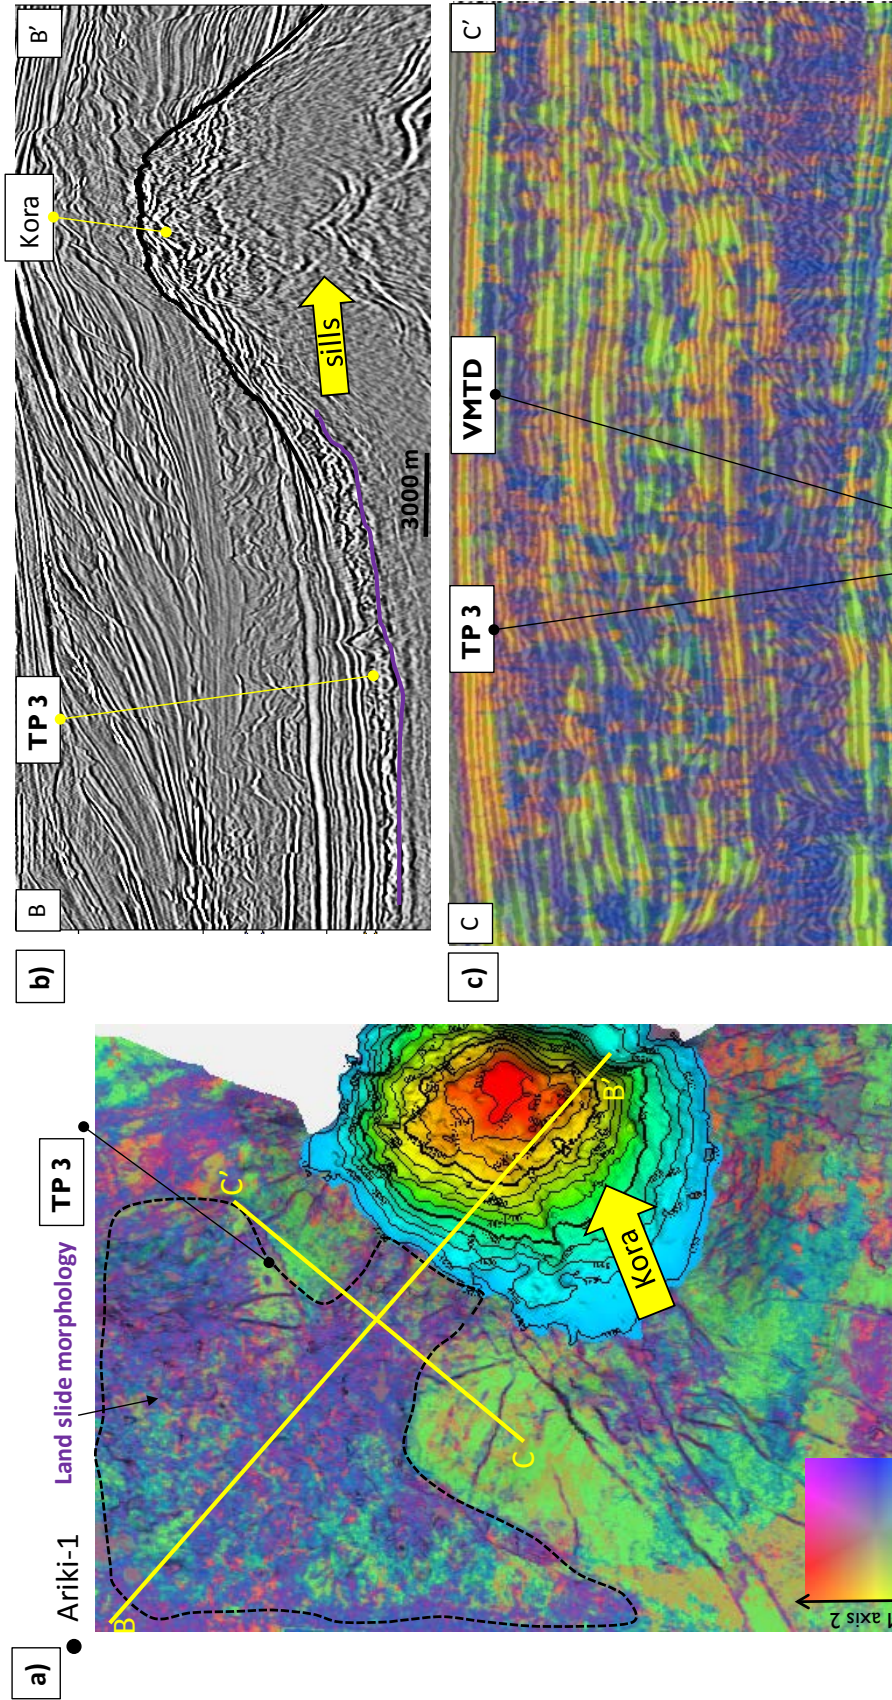 a)
Ariki-1
Land slide morphology
TP 3
B
B'
C
C'
Kora
axis 2
b)
B
B'
TP 3
Kora
sills
3000 m
c)
C
C'
TP 3
VMTD